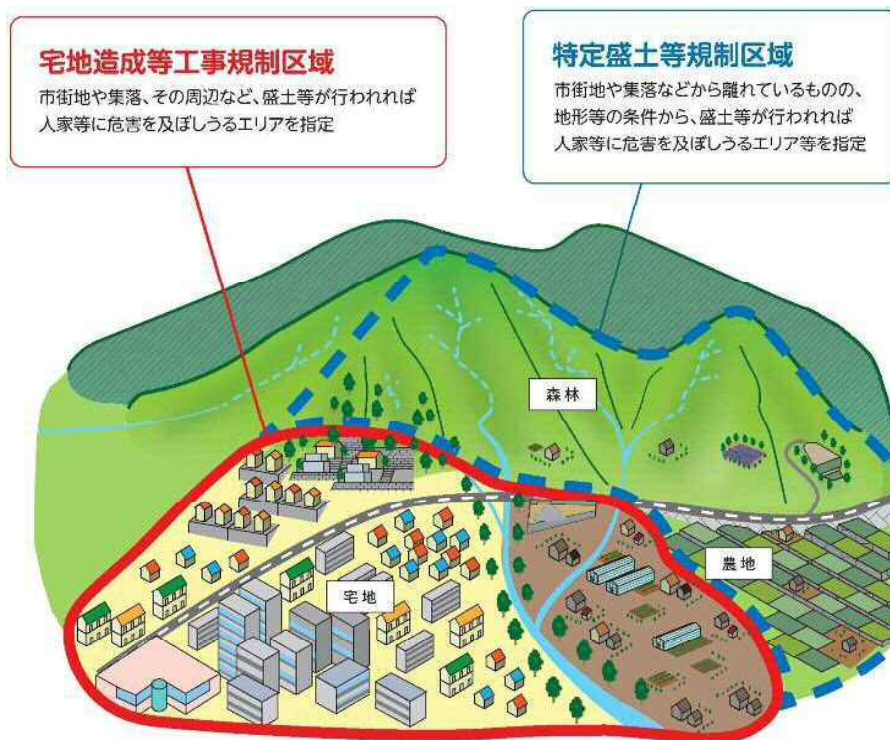 宅地造成等工事規制区域
市街地や集落、その周辺など、盛土等が行われれば
人家等に危害を及ぼしうるエリアを指定
特定盛土等規制区域
市街地や集落などから離れているものの、
地形等の条件から、盛土等が行われれば
人家等に危害を及ぼしうるエリア等を指定
森林
農地
宅地